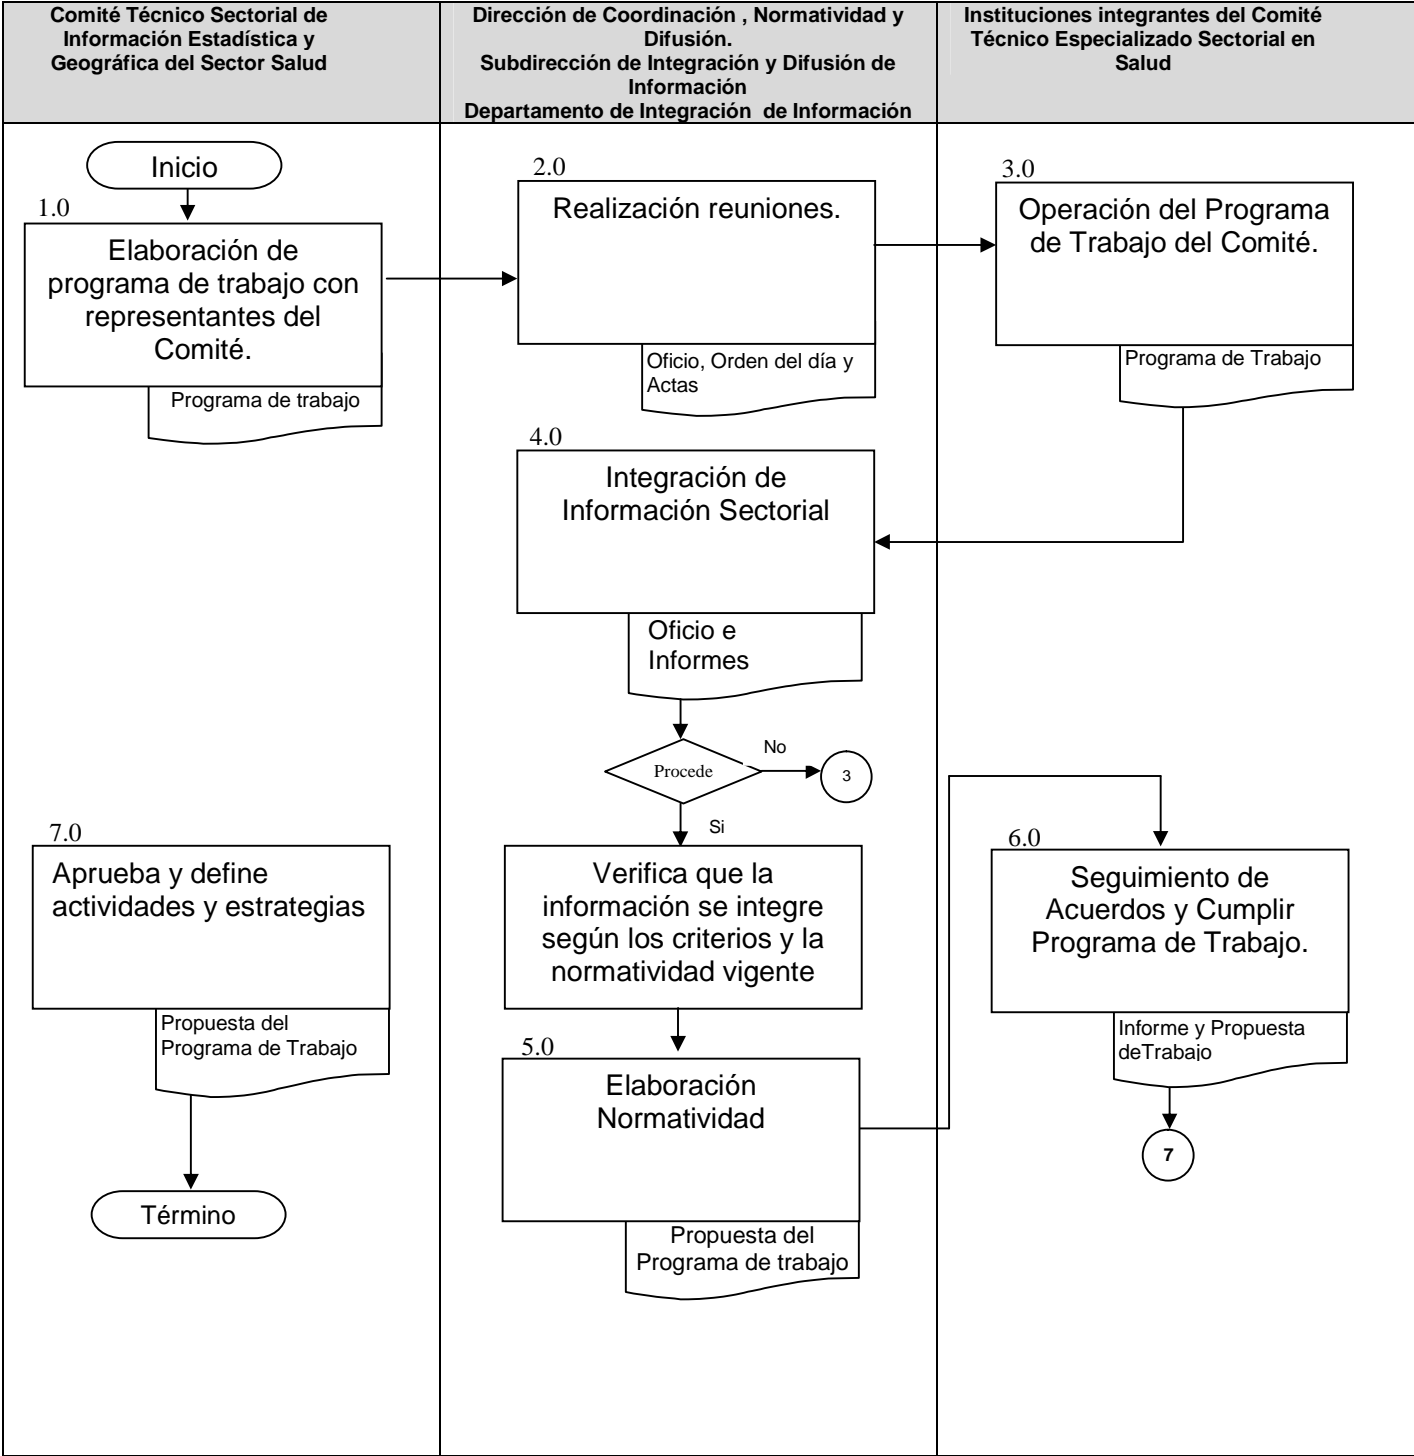 Comité Técnico Sectorial de
Información Estadística y
Geográfica del Sector Salud
Dirección de Coordinación , Normatividad y
Difusión.
Subdirección de Integración y Difusión de
Información
Departamento de Integración de Información
Instituciones integrantes del Comité
Técnico Especializado Sectorial en
Salud
Inicio
1.0
Elaboración de
programa de trabajo con
representantes del
Comité.
Programa de trabajo
2.0
Realización reuniones.
Oficio, Orden del día y
Actas
3.0
Operación del Programa
de Trabajo del Comité.
Programa de Trabajo
4.0
Integración de
Información Sectorial
Oficio e
Informes
Procede
No
3
Si
Verifica que la
información se integre
según los criterios y la
normatividad vigente
5.0
Elaboración
Normatividad
Propuesta del
Programa de trabajo
6.0
Seguimiento de
Acuerdos y Cumplir
Programa de Trabajo.
Informe y Propuesta
deTrabajo
7
7.0
Aprueba y define
actividades y estrategias
Propuesta del
Programa de Trabajo
Término